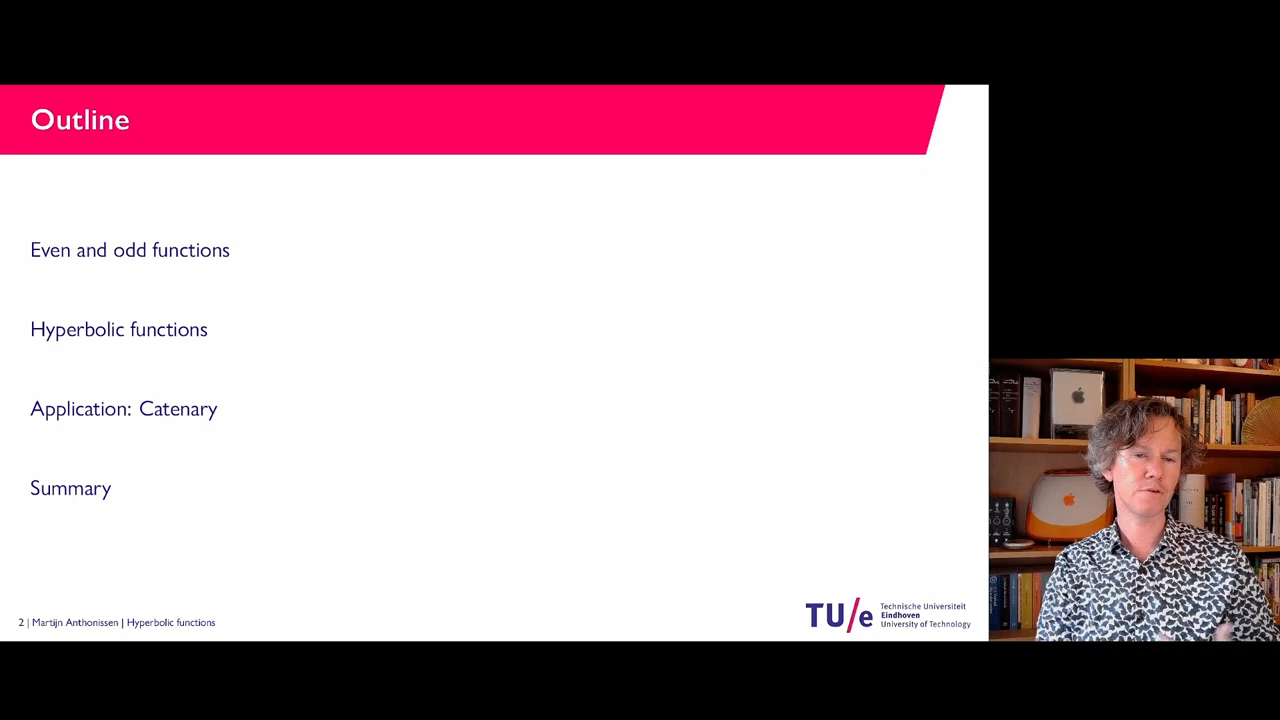 Outline
Even and odd functions
Hyperbolic functions
Application: Catenary
Summary
2 | Martijn Anthonissen | Hyperbolic functions
TU/e
Technische Universiteit
Eindhoven
University of Technology